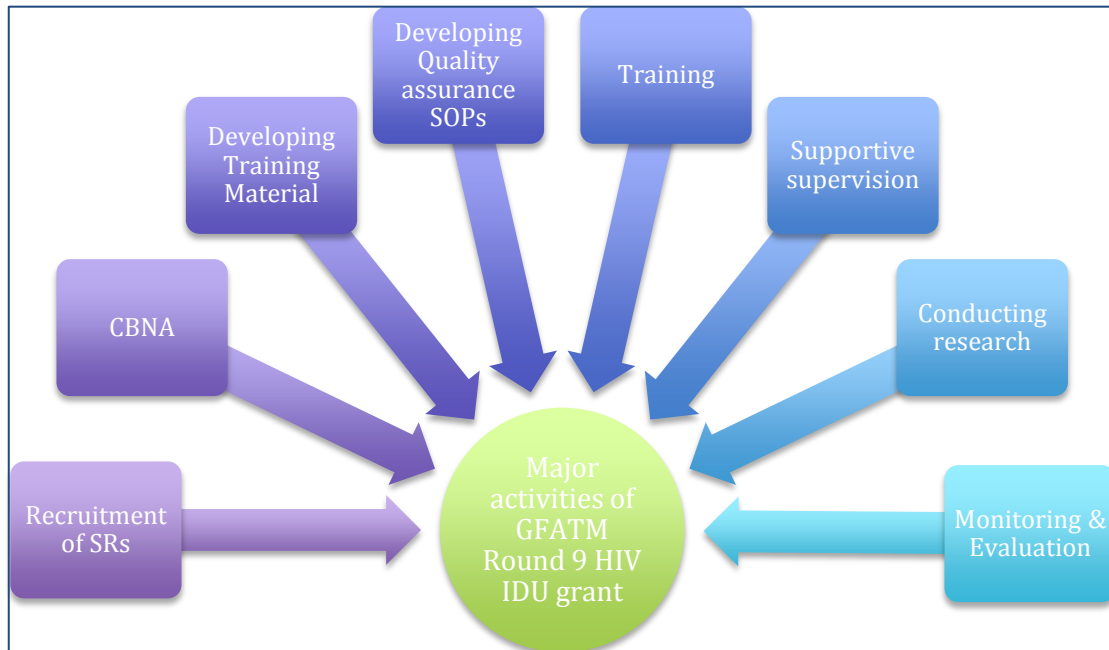 Recruitment
of SRs
CBNA
Developing
Training
Material
Developing
Quality
assurance
SOPs
Training
Supportive
supervision
Conducting
research
Monitoring &
Evaluation
Major
activities of
GFATM
Round 9 HIV
IDU grant